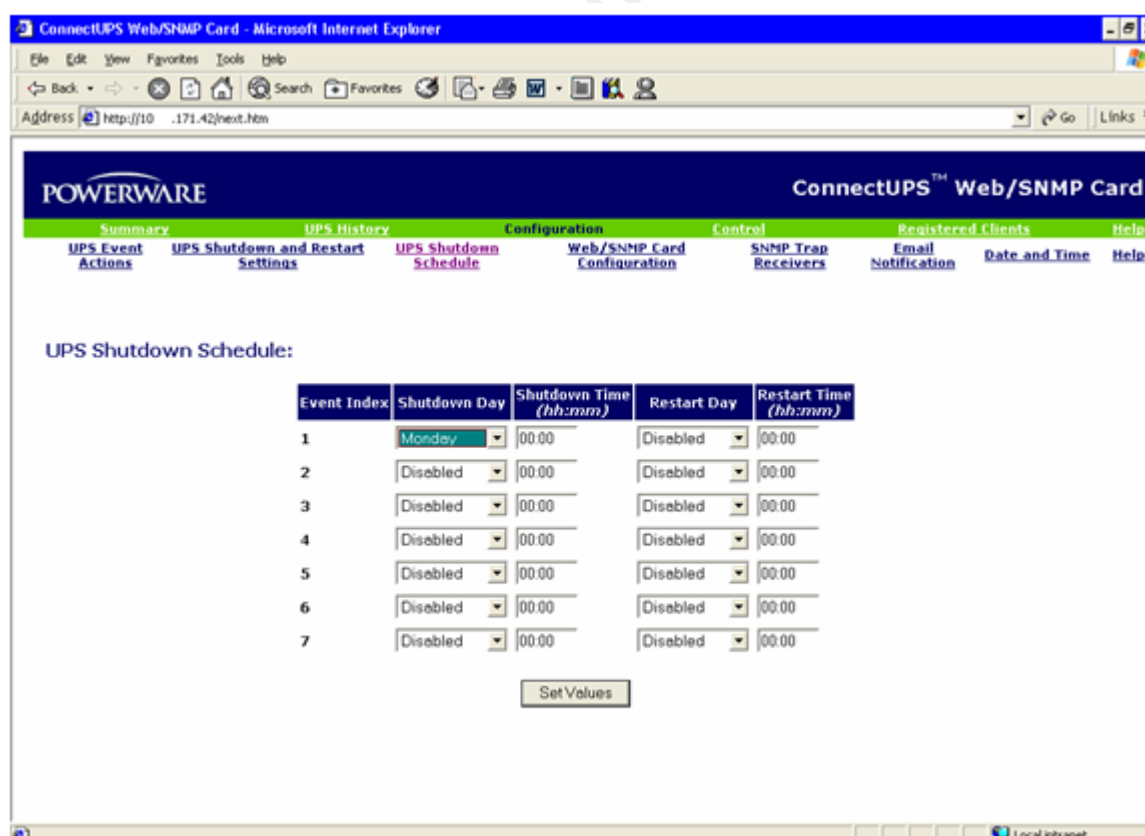 ConnectUPS Web/SNMP Card - Microsoft Internet Explorer
File Edit View Favorites Tools Help
Back Search Favorites
Address http://10 .171.42/next.htm Go Links
POWERWARE ConnectUPS™ Web/SNMP Card
Summary UPS History Configuration Control Registered Clients Help
UPS Event Actions UPS Shutdown and Restart Settings UPS Shutdown Schedule Web/SNMP Card Configuration SNMP Trap Receivers Email Notification Date and Time Help
UPS Shutdown Schedule:
Event Index Shutdown Day Shutdown Time (hh:mm) Restart Day Restart Time (hh:mm)
1 Monday 00:00 Disabled 00:00
2 Disabled 00:00 Disabled 00:00
3 Disabled 00:00 Disabled 00:00
4 Disabled 00:00 Disabled 00:00
5 Disabled 00:00 Disabled 00:00
6 Disabled 00:00 Disabled 00:00
7 Disabled 00:00 Disabled 00:00
Set Values
Local intranet